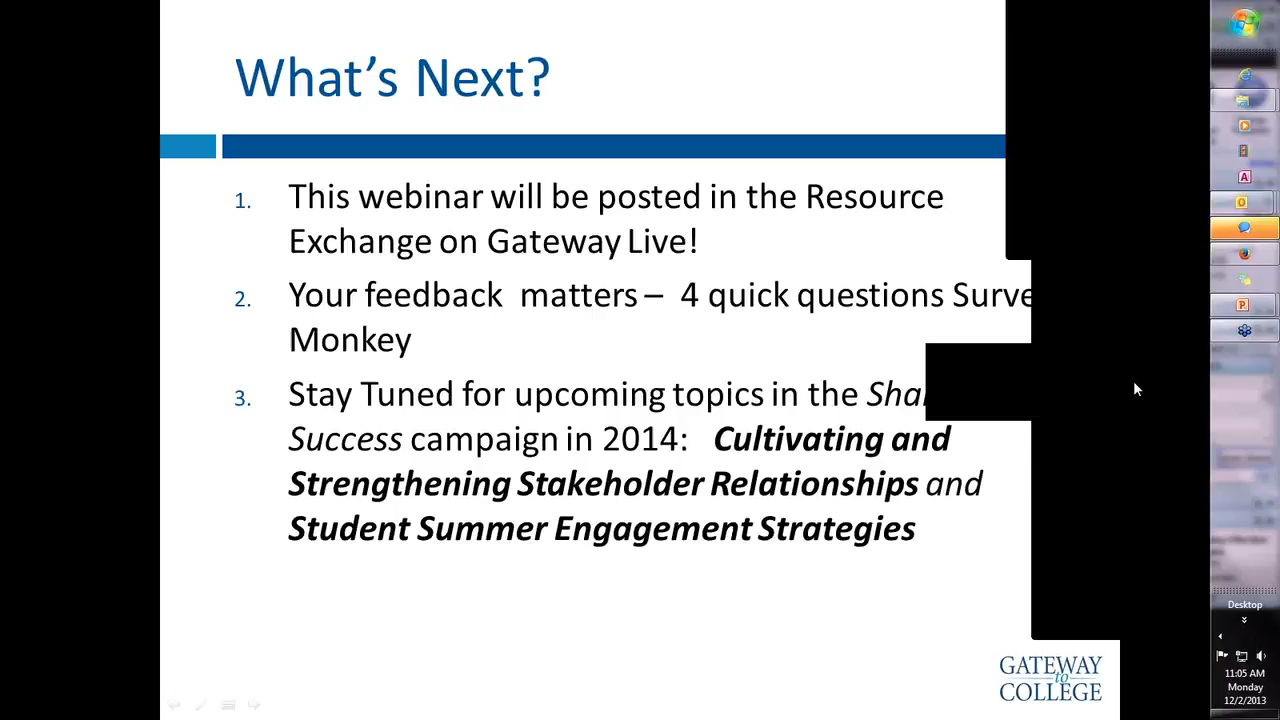 What's Next?
1. This webinar will be posted in the Resource
Exchange on Gateway Live!
2. Your feedback matters – 4 quick questions
Monkey
3. Stay Tuned for upcoming topics in the
Success campaign in 2014: Cultivating and
Strengthening Stakeholder Relationships and
Student Summer Engagement Strategies
GATEWAY
to
COLLEGE
Desktop
11:05 AM
Monday
12/2/2013